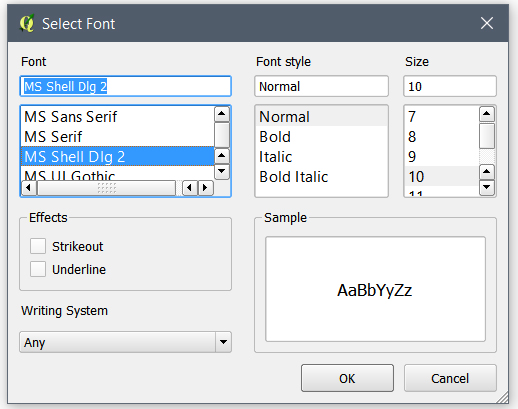 Select Font
Font Font style Size
MS Shell Dlg 2 Normal 10
MS Sans Serif Normal 7
MS Serif Bold 8
MS Shell Dlg 2 Italic 9
MS UI Gothic Bold Italic 10
11
Effects Sample
Strikeout
Underline
AaBbYyZz
Writing System
Any
OK Cancel